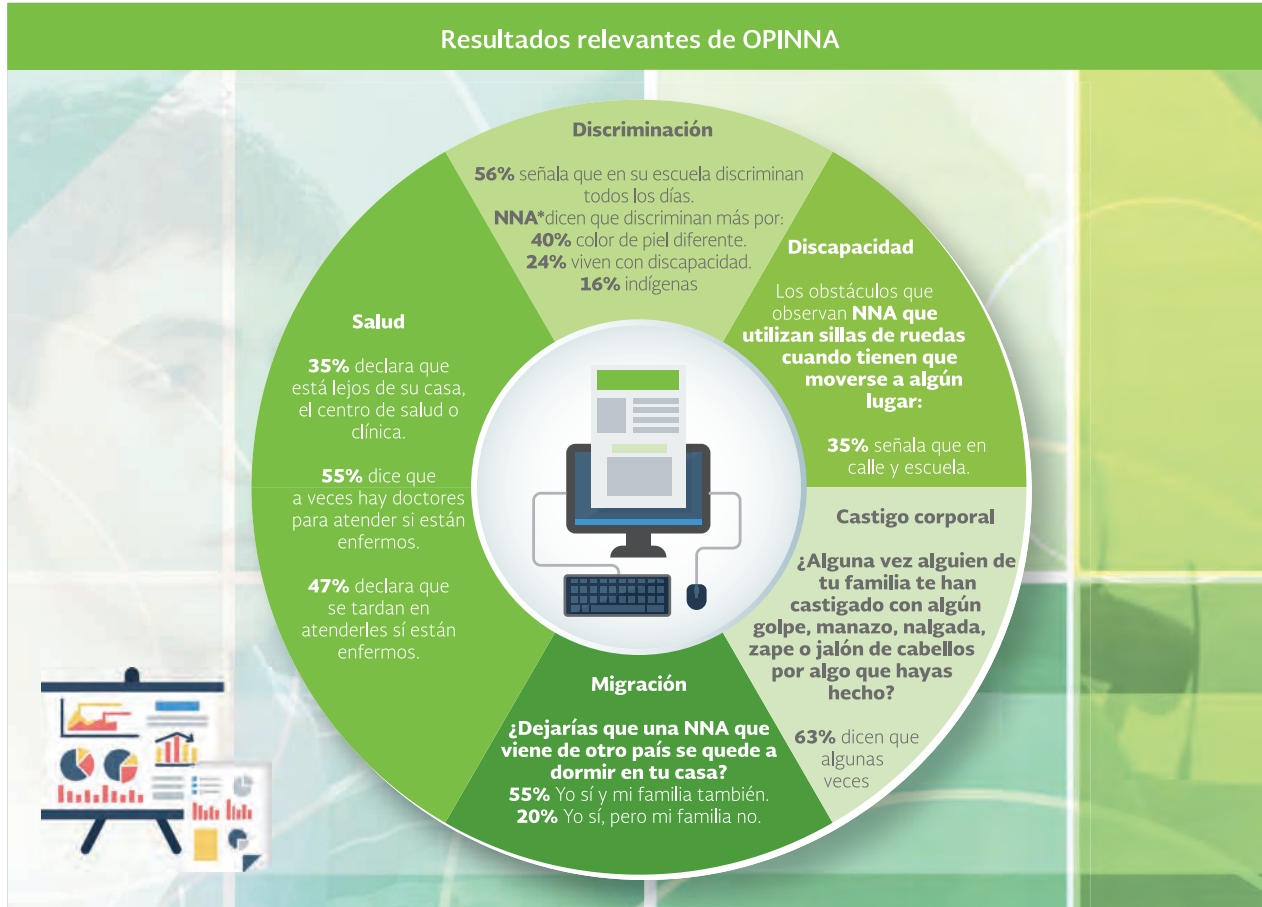 Resultados relevantes de OPINNA
Discriminación
56% señala que en su escuela discriminan
todos los días.
NNA*dicen que discriminan más por:
40% color de piel diferente.
24% viven con discapacidad.
16% indígenas
Discapacidad
Los obstáculos que
observan NNA que
utilizan sillas de ruedas
cuando tienen que
moverse a algún
lugar:
35% señala que en
calle y escuela.
Castigo corporal
¿Alguna vez alguien de
tu familia te han
castigado con algún
golpe, manazo, nalgada,
zape o jalón de cabellos
por algo que hayas
hecho?
63% dicen que
algunas
veces
Migración
¿Dejarías que una NNA que
viene de otro país se quede a
dormir en tu casa?
55% Yo sí y mi familia también.
20% Yo sí, pero mi familia no.
Salud
35% declara que
está lejos de su casa,
el centro de salud o
clínica.
55% dice que
a veces hay doctores
para atender si están
enfermos.
47% declara que
se tardan en
atenderles sí están
enfermos.